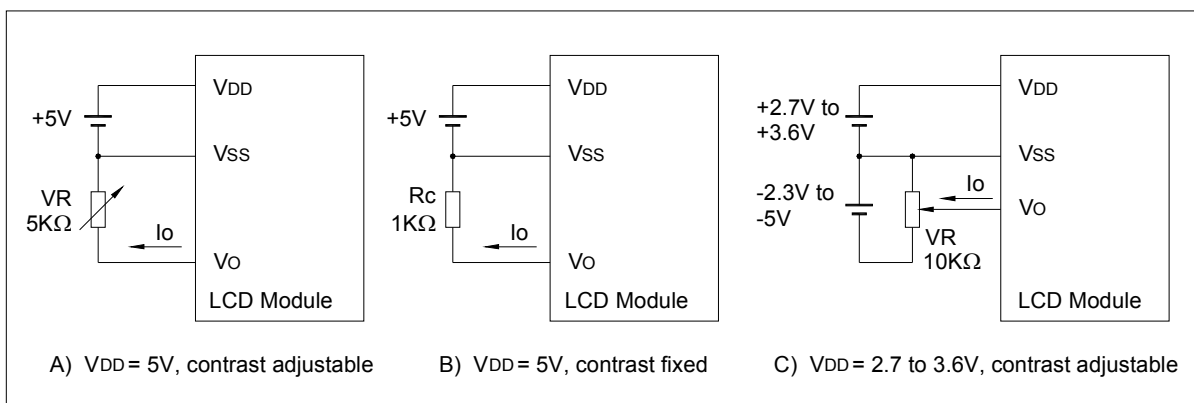 VDD
+5V
VSS
VR
5KΩ
Io
VO
LCD Module
A) VDD = 5V, contrast adjustable
VDD
+5V
VSS
Rc
1KΩ
Io
VO
LCD Module
B) VDD = 5V, contrast fixed
VDD
+2.7V to
+3.6V
VSS
-2.3V to
-5V
Io
VO
VR
10KΩ
LCD Module
C) VDD = 2.7 to 3.6V, contrast adjustable